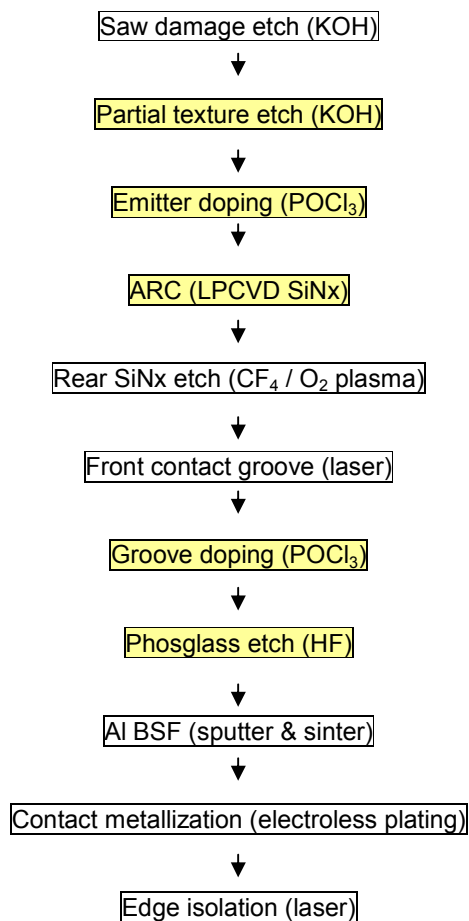 Saw damage etch (KOH)
Partial texture etch (KOH)
Emitter doping (POCl₃)
ARC (LPCVD SiNx)
Rear SiNx etch (CF₄ / O₂ plasma)
Front contact groove (laser)
Groove doping (POCl₃)
Phosglass etch (HF)
Al BSF (sputter & sinter)
Contact metallization (electroless plating)
Edge isolation (laser)